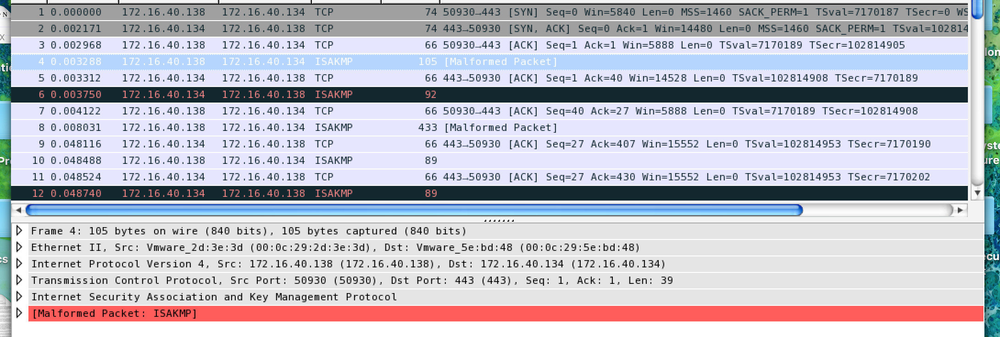 1 0.000000 172.16.40.138 172.16.40.134 TCP 74 50930→443 [SYN] Seq=0 Win=5840 Len=0 MSS=1460 SACK_PERM=1 TSval=7170187 TSecr=0 WS
2 0.002171 172.16.40.134 172.16.40.138 TCP 74 443→50930 [SYN, ACK] Seq=0 Ack=1 Win=14480 Len=0 MSS=1460 SACK_PERM=1 TSval=102814
3 0.002968 172.16.40.138 172.16.40.134 TCP 66 50930→443 [ACK] Seq=1 Ack=1 Win=5888 Len=0 TSval=7170189 TSecr=102814905
4 0.003288 172.16.40.138 172.16.40.134 ISAKMP 105 [Malformed Packet]
5 0.003312 172.16.40.134 172.16.40.138 TCP 66 443→50930 [ACK] Seq=1 Ack=40 Win=14528 Len=0 TSval=102814908 TSecr=7170189
6 0.003750 172.16.40.134 172.16.40.138 ISAKMP 92
7 0.004122 172.16.40.138 172.16.40.134 TCP 66 50930→443 [ACK] Seq=40 Ack=27 Win=5888 Len=0 TSval=7170189 TSecr=102814908
8 0.008031 172.16.40.138 172.16.40.134 ISAKMP 433 [Malformed Packet]
9 0.048116 172.16.40.134 172.16.40.138 TCP 66 443→50930 [ACK] Seq=27 Ack=407 Win=15552 Len=0 TSval=102814953 TSecr=7170190
10 0.048488 172.16.40.138 172.16.40.134 ISAKMP 89
11 0.048524 172.16.40.134 172.16.40.138 TCP 66 443→50930 [ACK] Seq=27 Ack=430 Win=15552 Len=0 TSval=102814953 TSecr=7170202
12 0.048740 172.16.40.134 172.16.40.138 ISAKMP 89
Frame 4: 105 bytes on wire (840 bits), 105 bytes captured (840 bits)
Ethernet II, Src: Vmware_2d:3e:3d (00:0c:29:2d:3e:3d), Dst: Vmware_5e:bd:48 (00:0c:29:5e:bd:48)
Internet Protocol Version 4, Src: 172.16.40.138 (172.16.40.138), Dst: 172.16.40.134 (172.16.40.134)
Transmission Control Protocol, Src Port: 50930 (50930), Dst Port: 443 (443), Seq: 1, Ack: 1, Len: 39
Internet Security Association and Key Management Protocol
[Malformed Packet: ISAKMP]